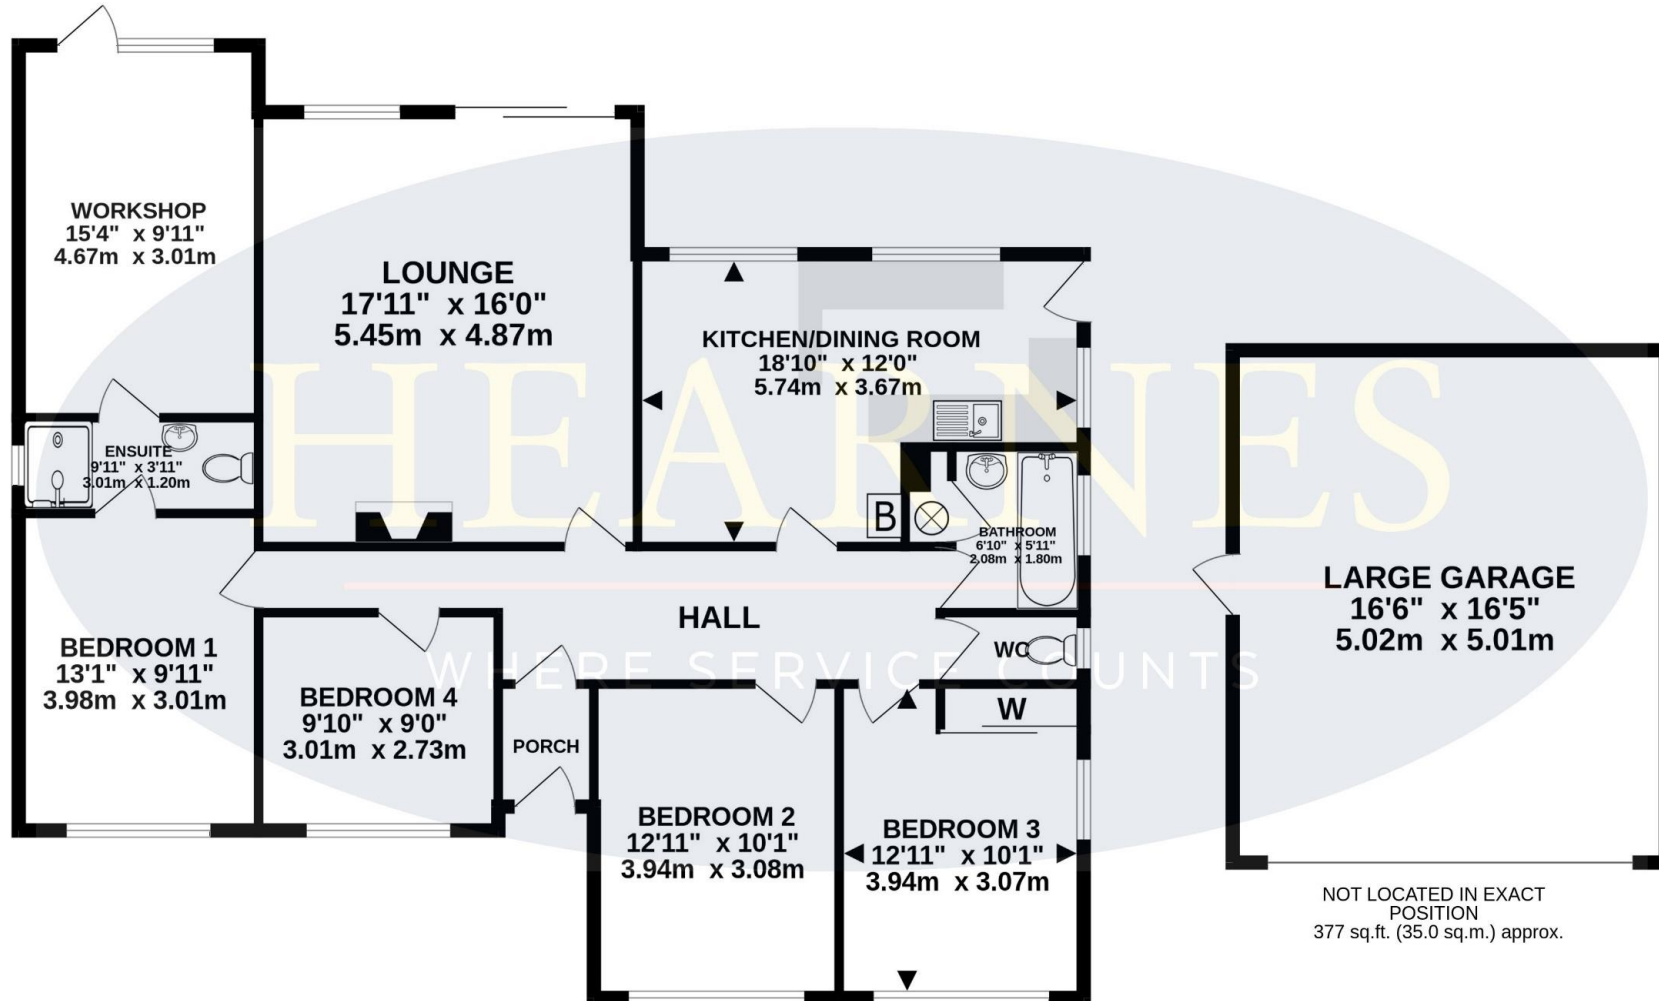 WORKSHOP
15'4" x 9'11"
4.67m x 3.01m
LOUNGE
17'11" x 16'0"
5.45m x 4.87m
KITCHEN/DINING ROOM
18'10" x 12'0"
5.74m x 3.67m
HEARNES
ENSUITE
9'11" x 3'11"
3.01m x 1.20m
B
BATHROOM
6'10" x 5'11"
2.08m x 1.80m
LARGE GARAGE
16'6" x 16'5"
5.02m x 5.01m
HALL
BEDROOM 1
13'1" x 9'11"
3.98m x 3.01m
WC
WHERE SERVICE COUNTS
BEDROOM 4
9'10" x 9'0"
3.01m x 2.73m
W
PORCH
BEDROOM 2
12'11" x 10'1"
3.94m x 3.08m
BEDROOM 3
12'11" x 10'1"
3.94m x 3.07m
NOT LOCATED IN EXACT
POSITION
377 sq.ft. (35.0 sq.m.) approx.